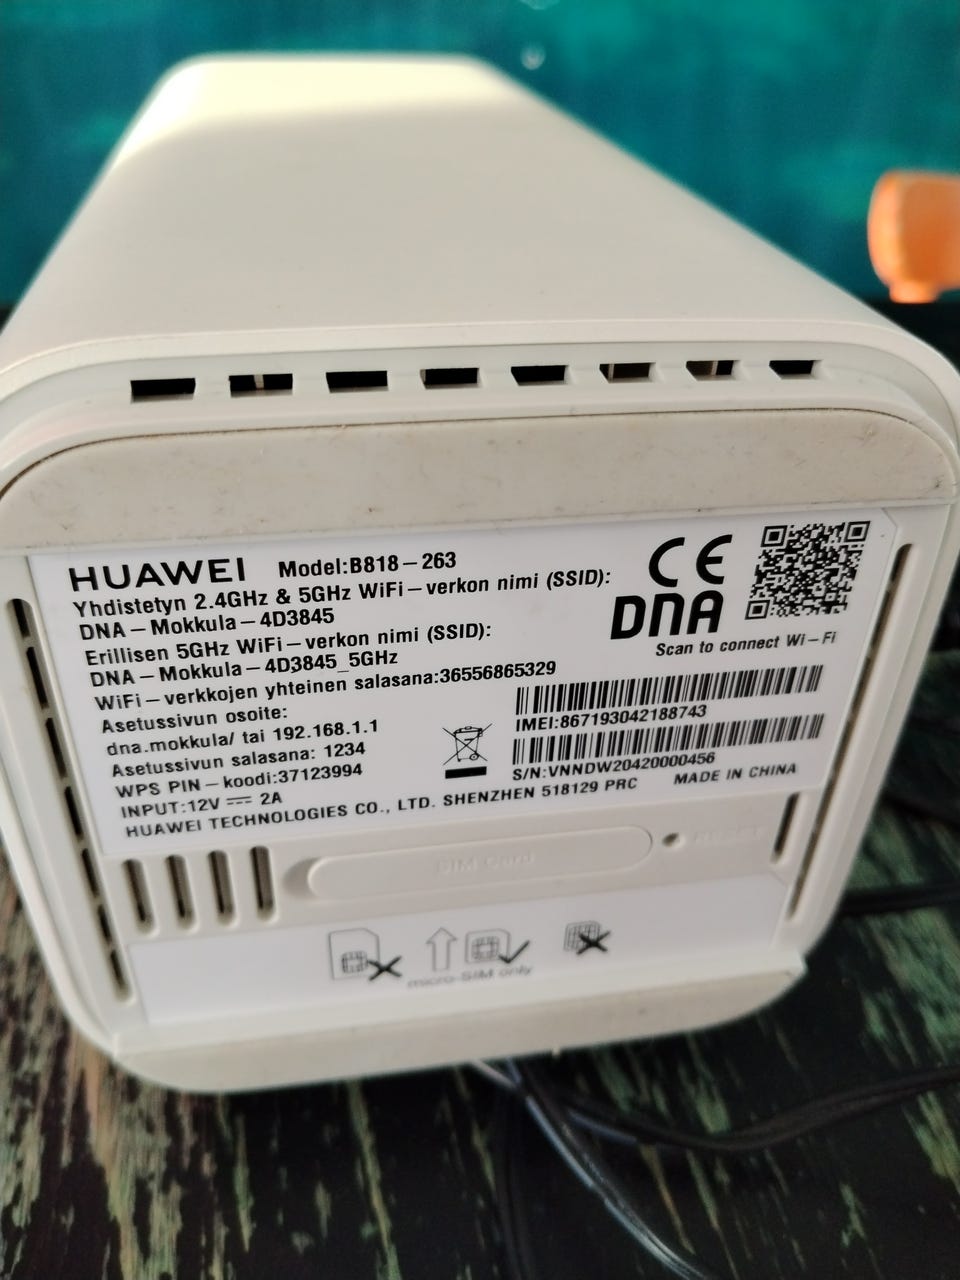 HUAWEI Model:B818-263
Yhdistetyn 2.4GHz & 5GHz WiFi-verkon nimi (SSID):
DNA-Mokkula-4D3845
Erillisen 5GHz WiFi-verkon nimi (SSID):
DNA-Mokkula-4D3845_5GHz
WiFi-verkkojen yhteinen salasana:36556865329
Asetussivun osoite:
dna.mokkula/ tai 192.168.1.1
Asetussivun salasana: 1234
WPS PIN-koodi:37123994
INPUT:12V ⎓ 2A
HUAWEI TECHNOLOGIES CO., LTD. SHENZHEN 518129 PRC
CE
DNA
Scan to connect Wi-Fi
IMEI:867193042188743
S/N:VNNDW20420000456
MADE IN CHINA
SIM Card
RESET
micro-SIM only